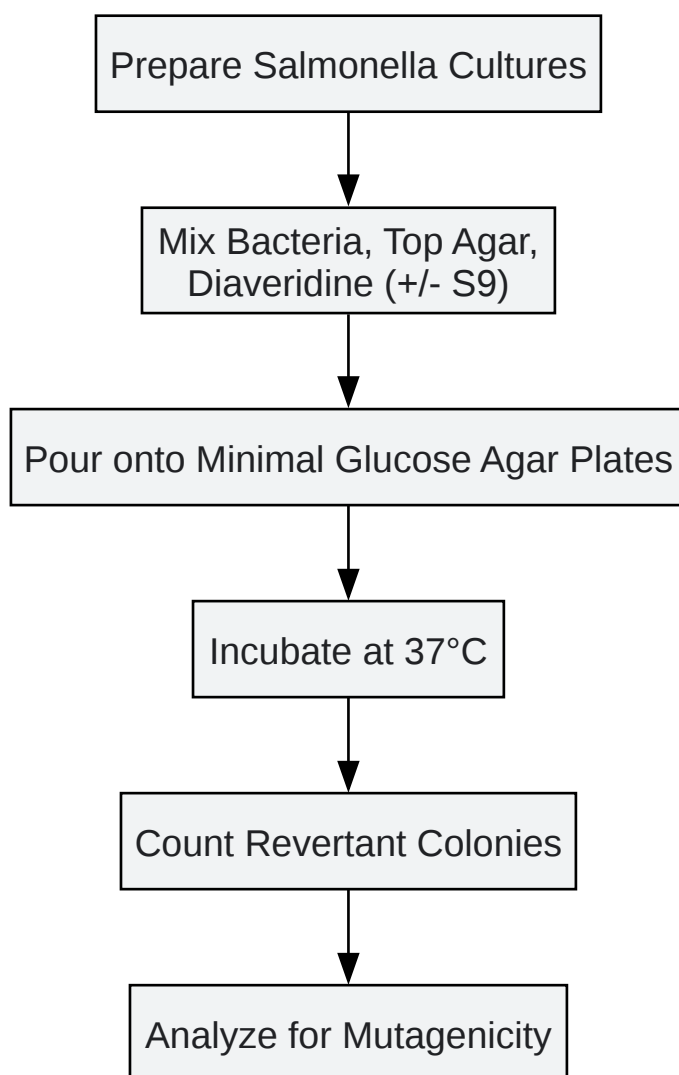 Prepare Salmonella Cultures
Mix Bacteria, Top Agar,
Diaveridine (+/- S9)
Pour onto Minimal Glucose Agar Plates
Incubate at 37°C
Count Revertant Colonies
Analyze for Mutagenicity